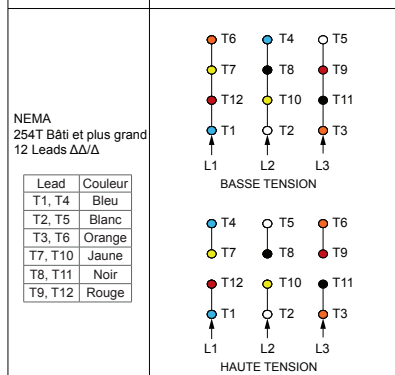 NEMA
254T Bâti et plus grand
12 Leads ΔΔ/Δ
Lead Couleur
T1, T4 Bleu
T2, T5 Blanc
T3, T6 Orange
T7, T10 Jaune
T8, T11 Noir
T9, T12 Rouge
T6 T4 T5
T7 T8 T9
T12 T10 T11
T1 T2 T3
L1 L2 L3
BASSE TENSION
T4 T5 T6
T7 T8 T9
T12 T10 T11
T1 T2 T3
L1 L2 L3
HAUTE TENSION